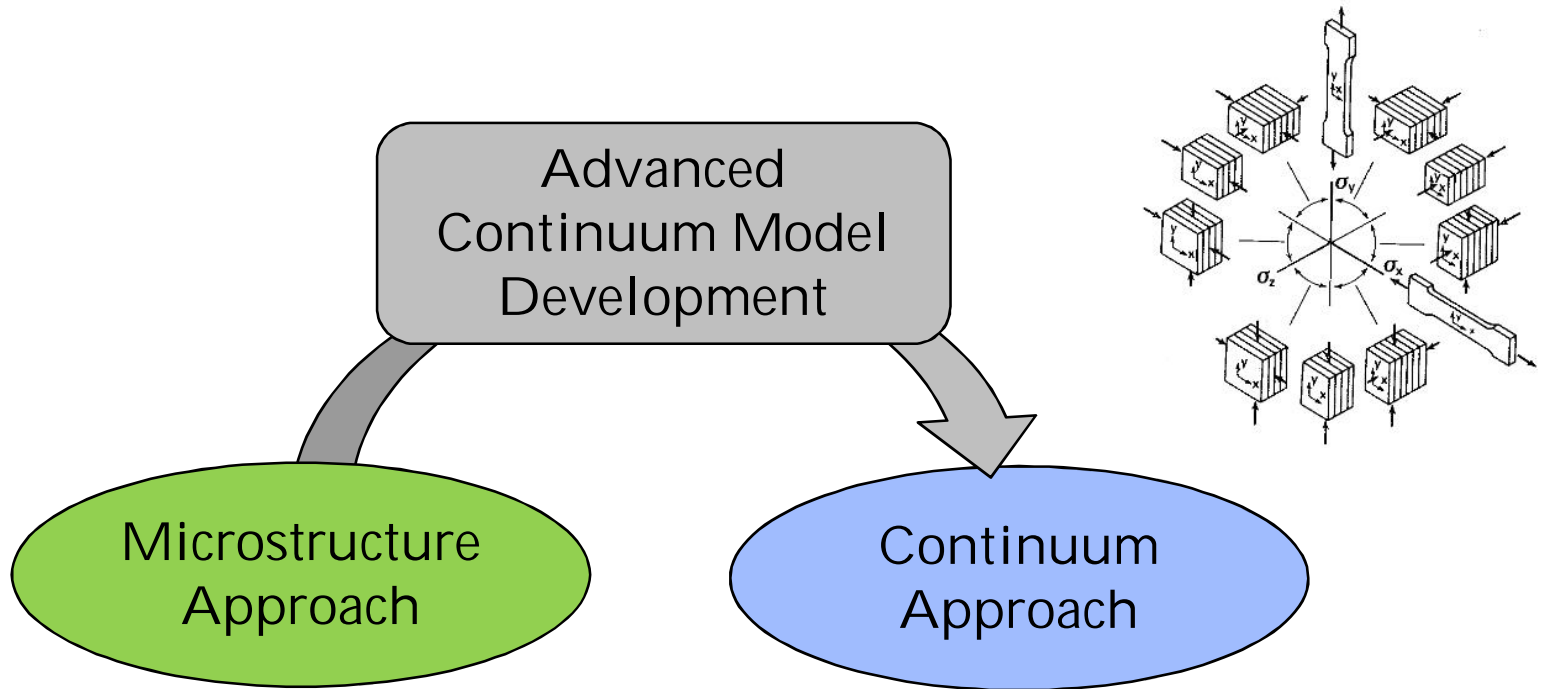 Advanced
Continuum Model
Development
Microstructure
Approach
Continuum
Approach
σy
σx
σz
y
x
y
x
y
x
y
x
y
x
y
x
y
x
y
x
y
x
y
x